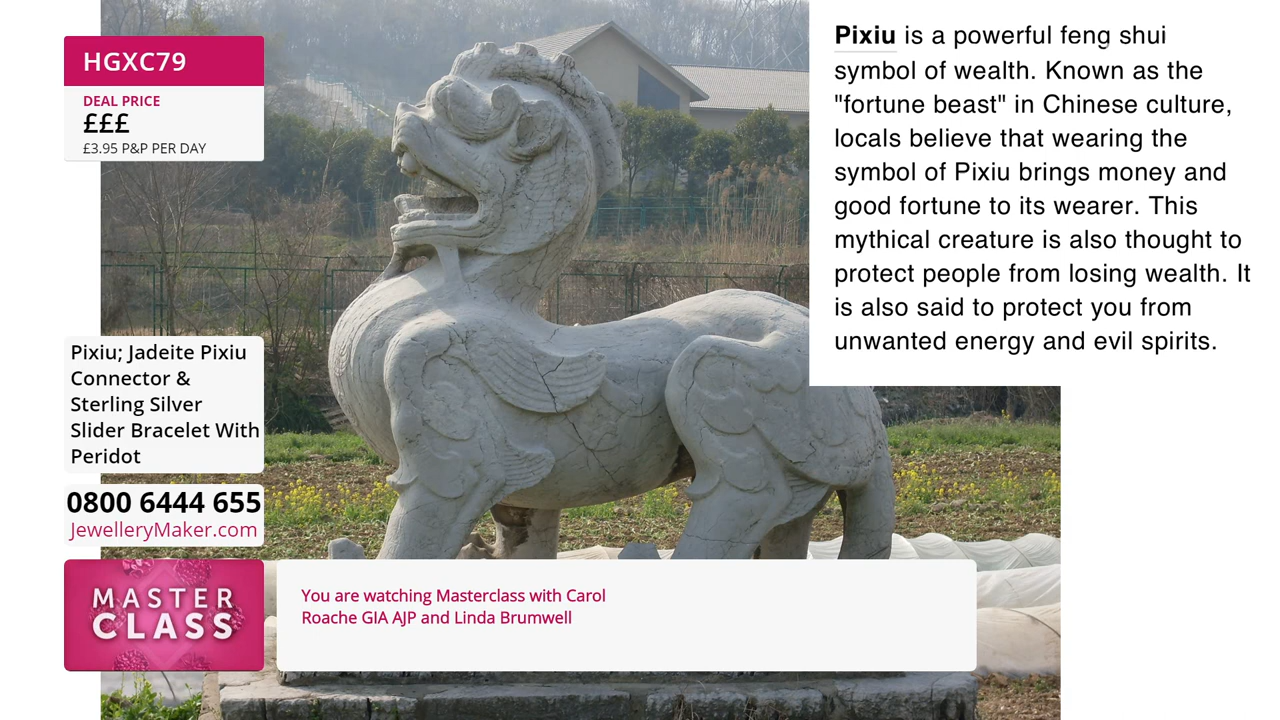 HGXC79
DEAL PRICE
£££
£3.95 P&P PER DAY
Pixiu is a powerful feng shui
symbol of wealth. Known as the
"fortune beast" in Chinese culture,
locals believe that wearing the
symbol of Pixiu brings money and
good fortune to its wearer. This
mythical creature is also thought to
protect people from losing wealth. It
is also said to protect you from
unwanted energy and evil spirits.
Pixiu; Jadeite Pixiu
Connector &
Sterling Silver
Slider Bracelet With
Peridot
0800 6444 655
JewelleryMaker.com
MASTER
CLASS
You are watching Masterclass with Carol
Roache GIA AJP and Linda Brumwell